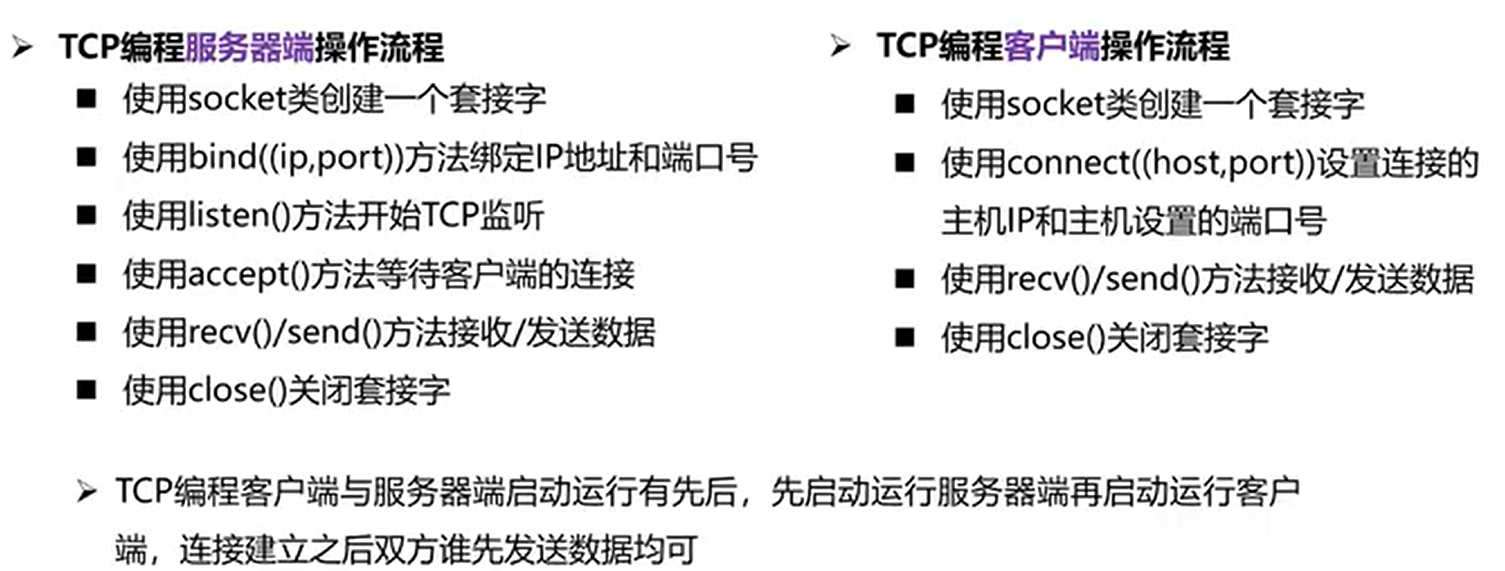 TCP编程服务器端操作流程
使用socket类创建一个套接字
使用bind((ip,port))方法绑定IP地址和端口号
使用listen()方法开始TCP监听
使用accept()方法等待客户端的连接
使用recv()/send()方法接收/发送数据
使用close()关闭套接字
TCP编程客户端操作流程
使用socket类创建一个套接字
使用connect((host,port))设置连接的
主机IP和主机设置的端口号
使用recv()/send()方法接收/发送数据
使用close()关闭套接字
TCP编程客户端与服务器端启动运行有先后，先启动运行服务器端再启动运行客户
端，连接建立之后双方谁先发送数据均可